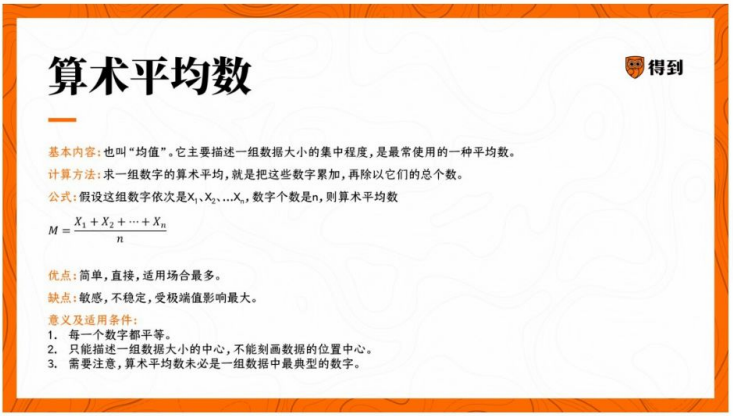 算术平均数
得到
基本内容:也叫“均值”。它主要描述一组数据大小的集中程度,是最常使用的一种平均数。
计算方法:求一组数字的算术平均,就是把这些数字累加,再除以它们的总个数。
公式:假设这组数字依次是X₁、X₂、…Xₙ,数字个数是n,则算术平均数
M = (X₁ + X₂ + ⋯ + Xₙ) / n
优点:简单,直接,适用场合最多。
缺点:敏感,不稳定,受极端值影响最大。
意义及适用条件:
1. 每一个数字都平等。
2. 只能描述一组数据大小的中心,不能刻画数据的位置中心。
3. 需要注意,算术平均数未必是一组数据中最典型的数字。